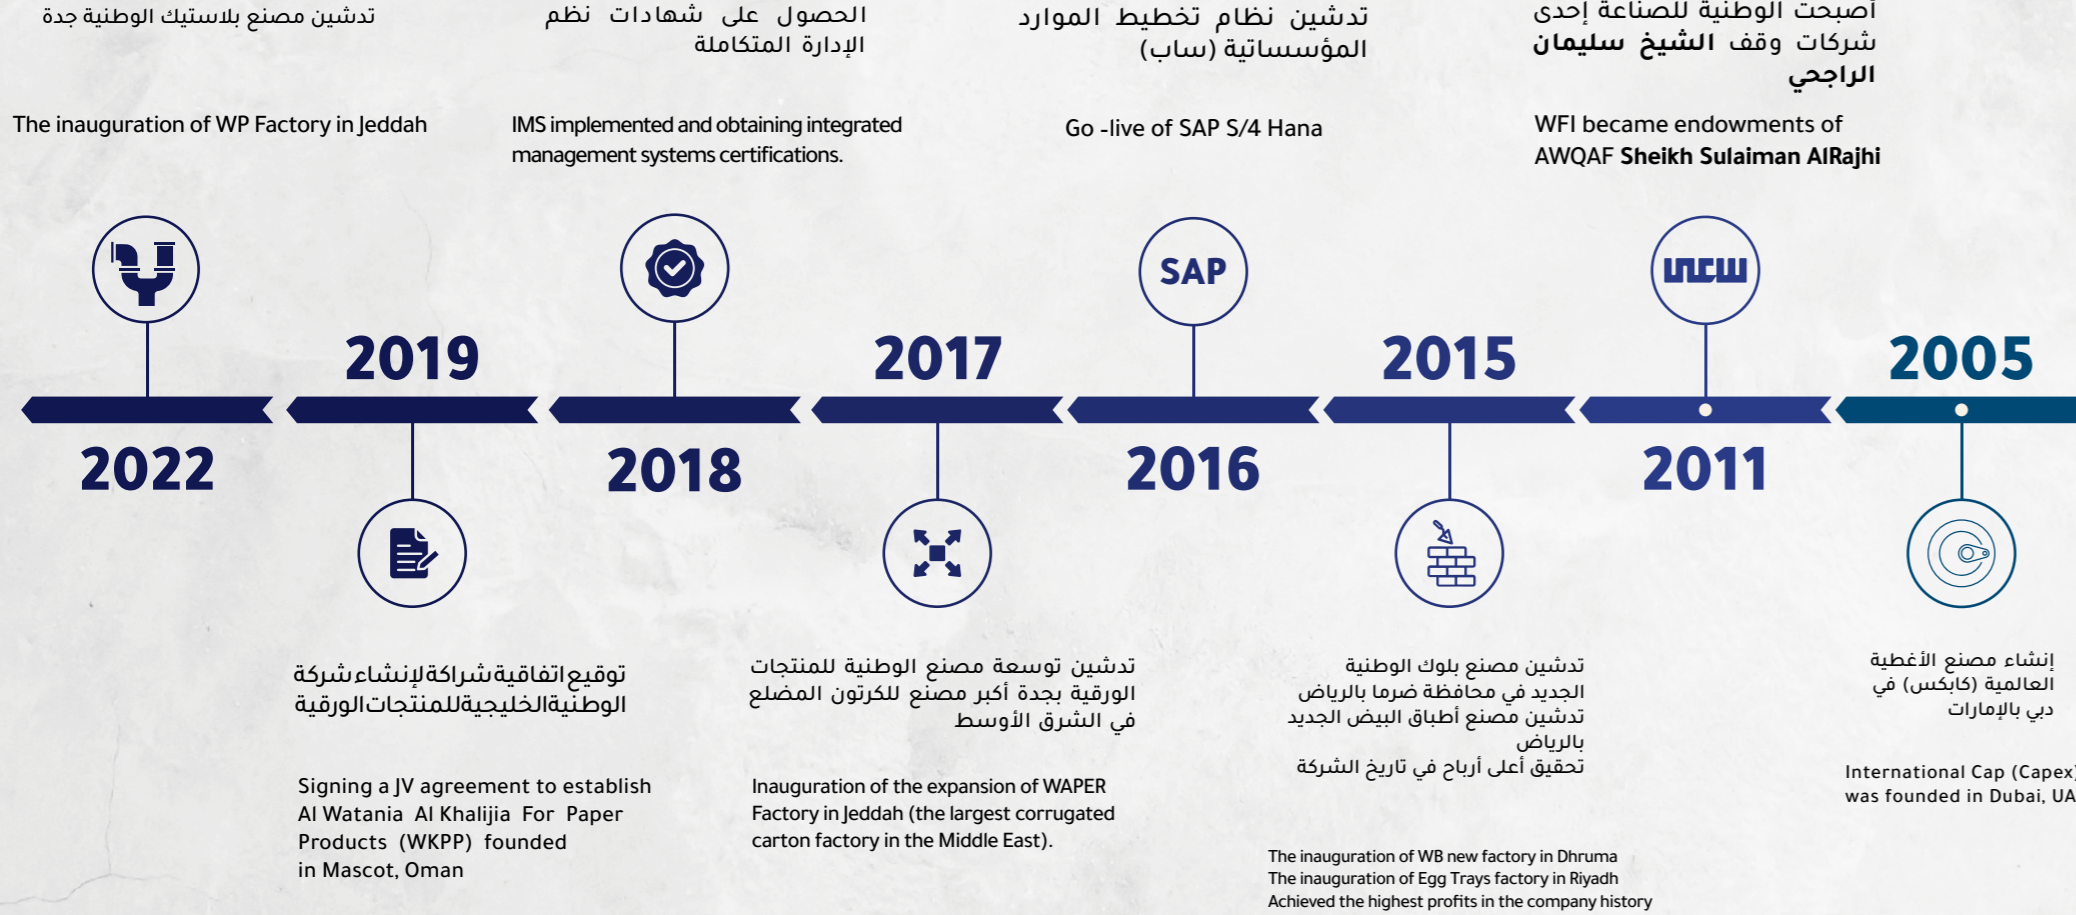 تدشين مصنع بلاستيك الوطنية جدة
The inauguration of WP Factory in Jeddah
2022
2019
توقيع اتفاقية شراكة لإنشاء شركة
الوطنية الخليجية للمنتجات الورقية
Signing a JV agreement to establish
Al Watania Al Khalijia For Paper
Products (WKPP) founded
in Mascot, Oman
الحصول على شهادات نظم
الإدارة المتكاملة
IMS implemented and obtaining integrated
management systems certifications.
2018
2017
تدشين توسعة مصنع الوطنية للمنتجات
الورقية بجدة أكبر مصنع للكرتون المضلع
في الشرق الأوسط
Inauguration of the expansion of WAPER
Factory in Jeddah (the largest corrugated
carton factory in the Middle East).
تدشين نظام تخطيط الموارد
المؤسساتية (ساب)
Go -live of SAP S/4 Hana
SAP
2016
2015
تدشين مصنع بلوك الوطنية
الجديد في محافظة ضرما بالرياض
تدشين مصنع أطباق البيض الجديد
بالرياض
تحقيق أعلى أرباح في تاريخ الشركة
The inauguration of WB new factory in Dhruma
The inauguration of Egg Trays factory in Riyadh
Achieved the highest profits in the company history
أصبحت الوطنية للصناعة إحدى
شركات وقف الشيخ سليمان
الراجحي
WFI became endowments of
AWQAF Sheikh Sulaiman AlRajhi
2011
2005
إنشاء مصنع الأغطية
العالمية (كابكس) في
دبي بالإمارات
International Cap (Capex)
was founded in Dubai, UA